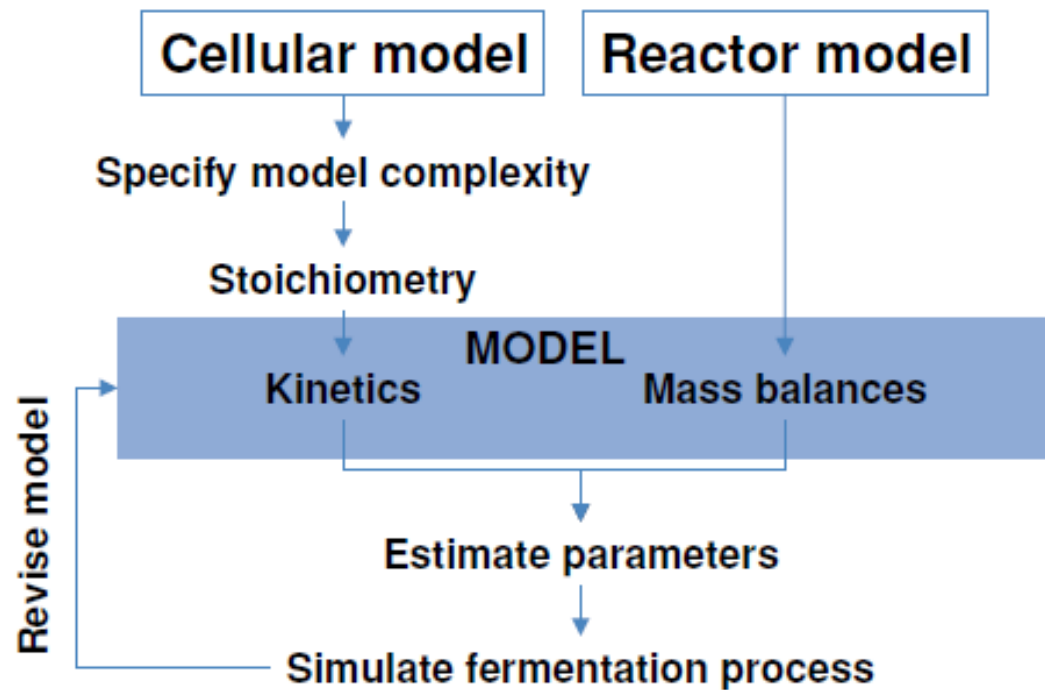 Cellular model
Reactor model
Specify model complexity
Stoichiometry
MODEL
Kinetics
Mass balances
Revise model
Estimate parameters
Simulate fermentation process